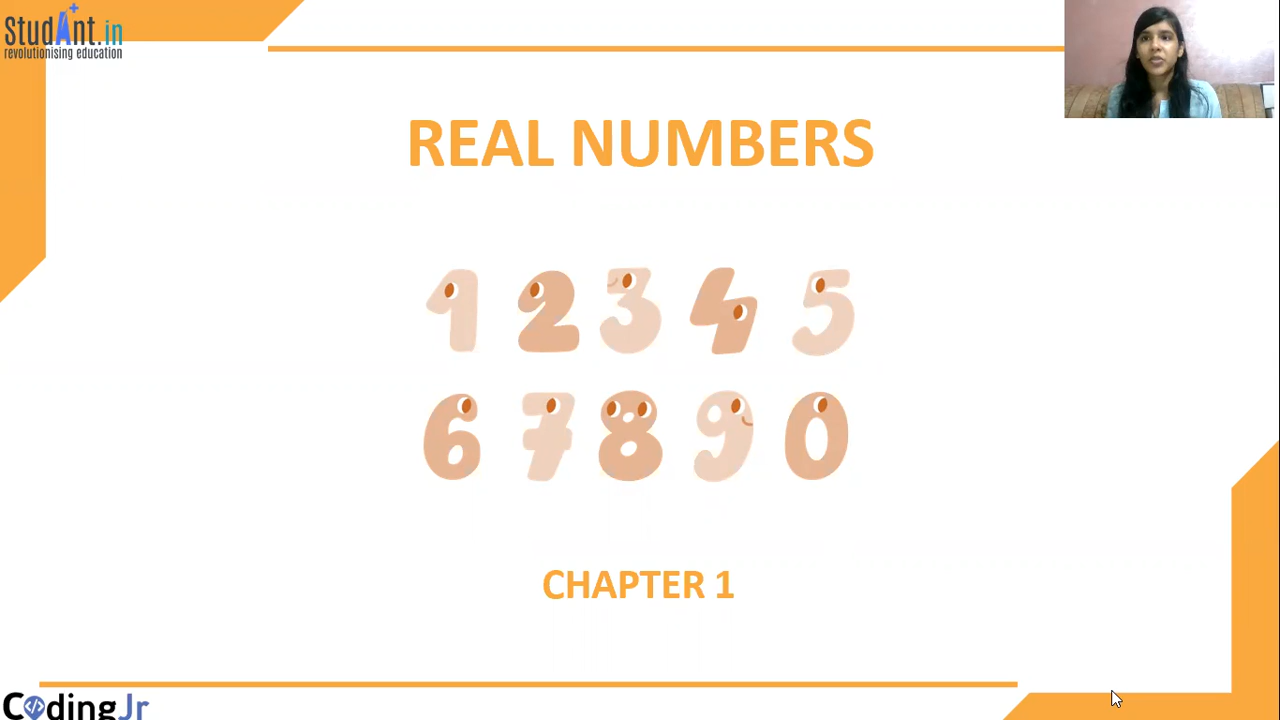 StudAnt.in
revolutionising education
REAL NUMBERS
1 2 3 4 5
6 7 8 9 0
CHAPTER 1
CodingJr